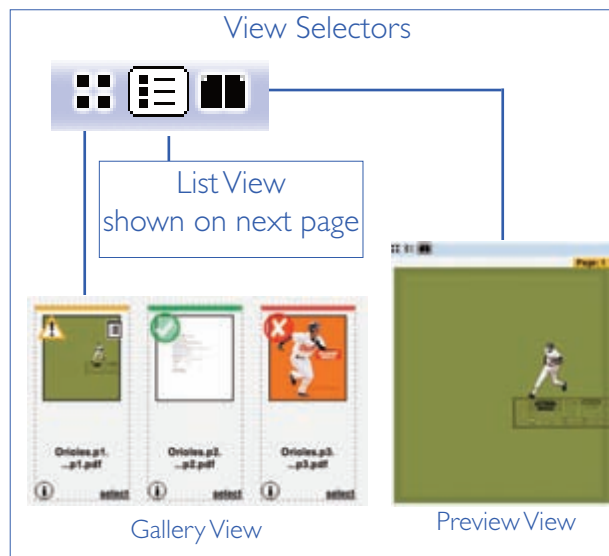 View Selectors
List View
shown on next page
Page: 1
Orioles.p1.
...p1.pdf
Orioles.p2.
...p2.pdf
Orioles.p3.
...p3.pdf
select
select
select
Gallery View
Preview View